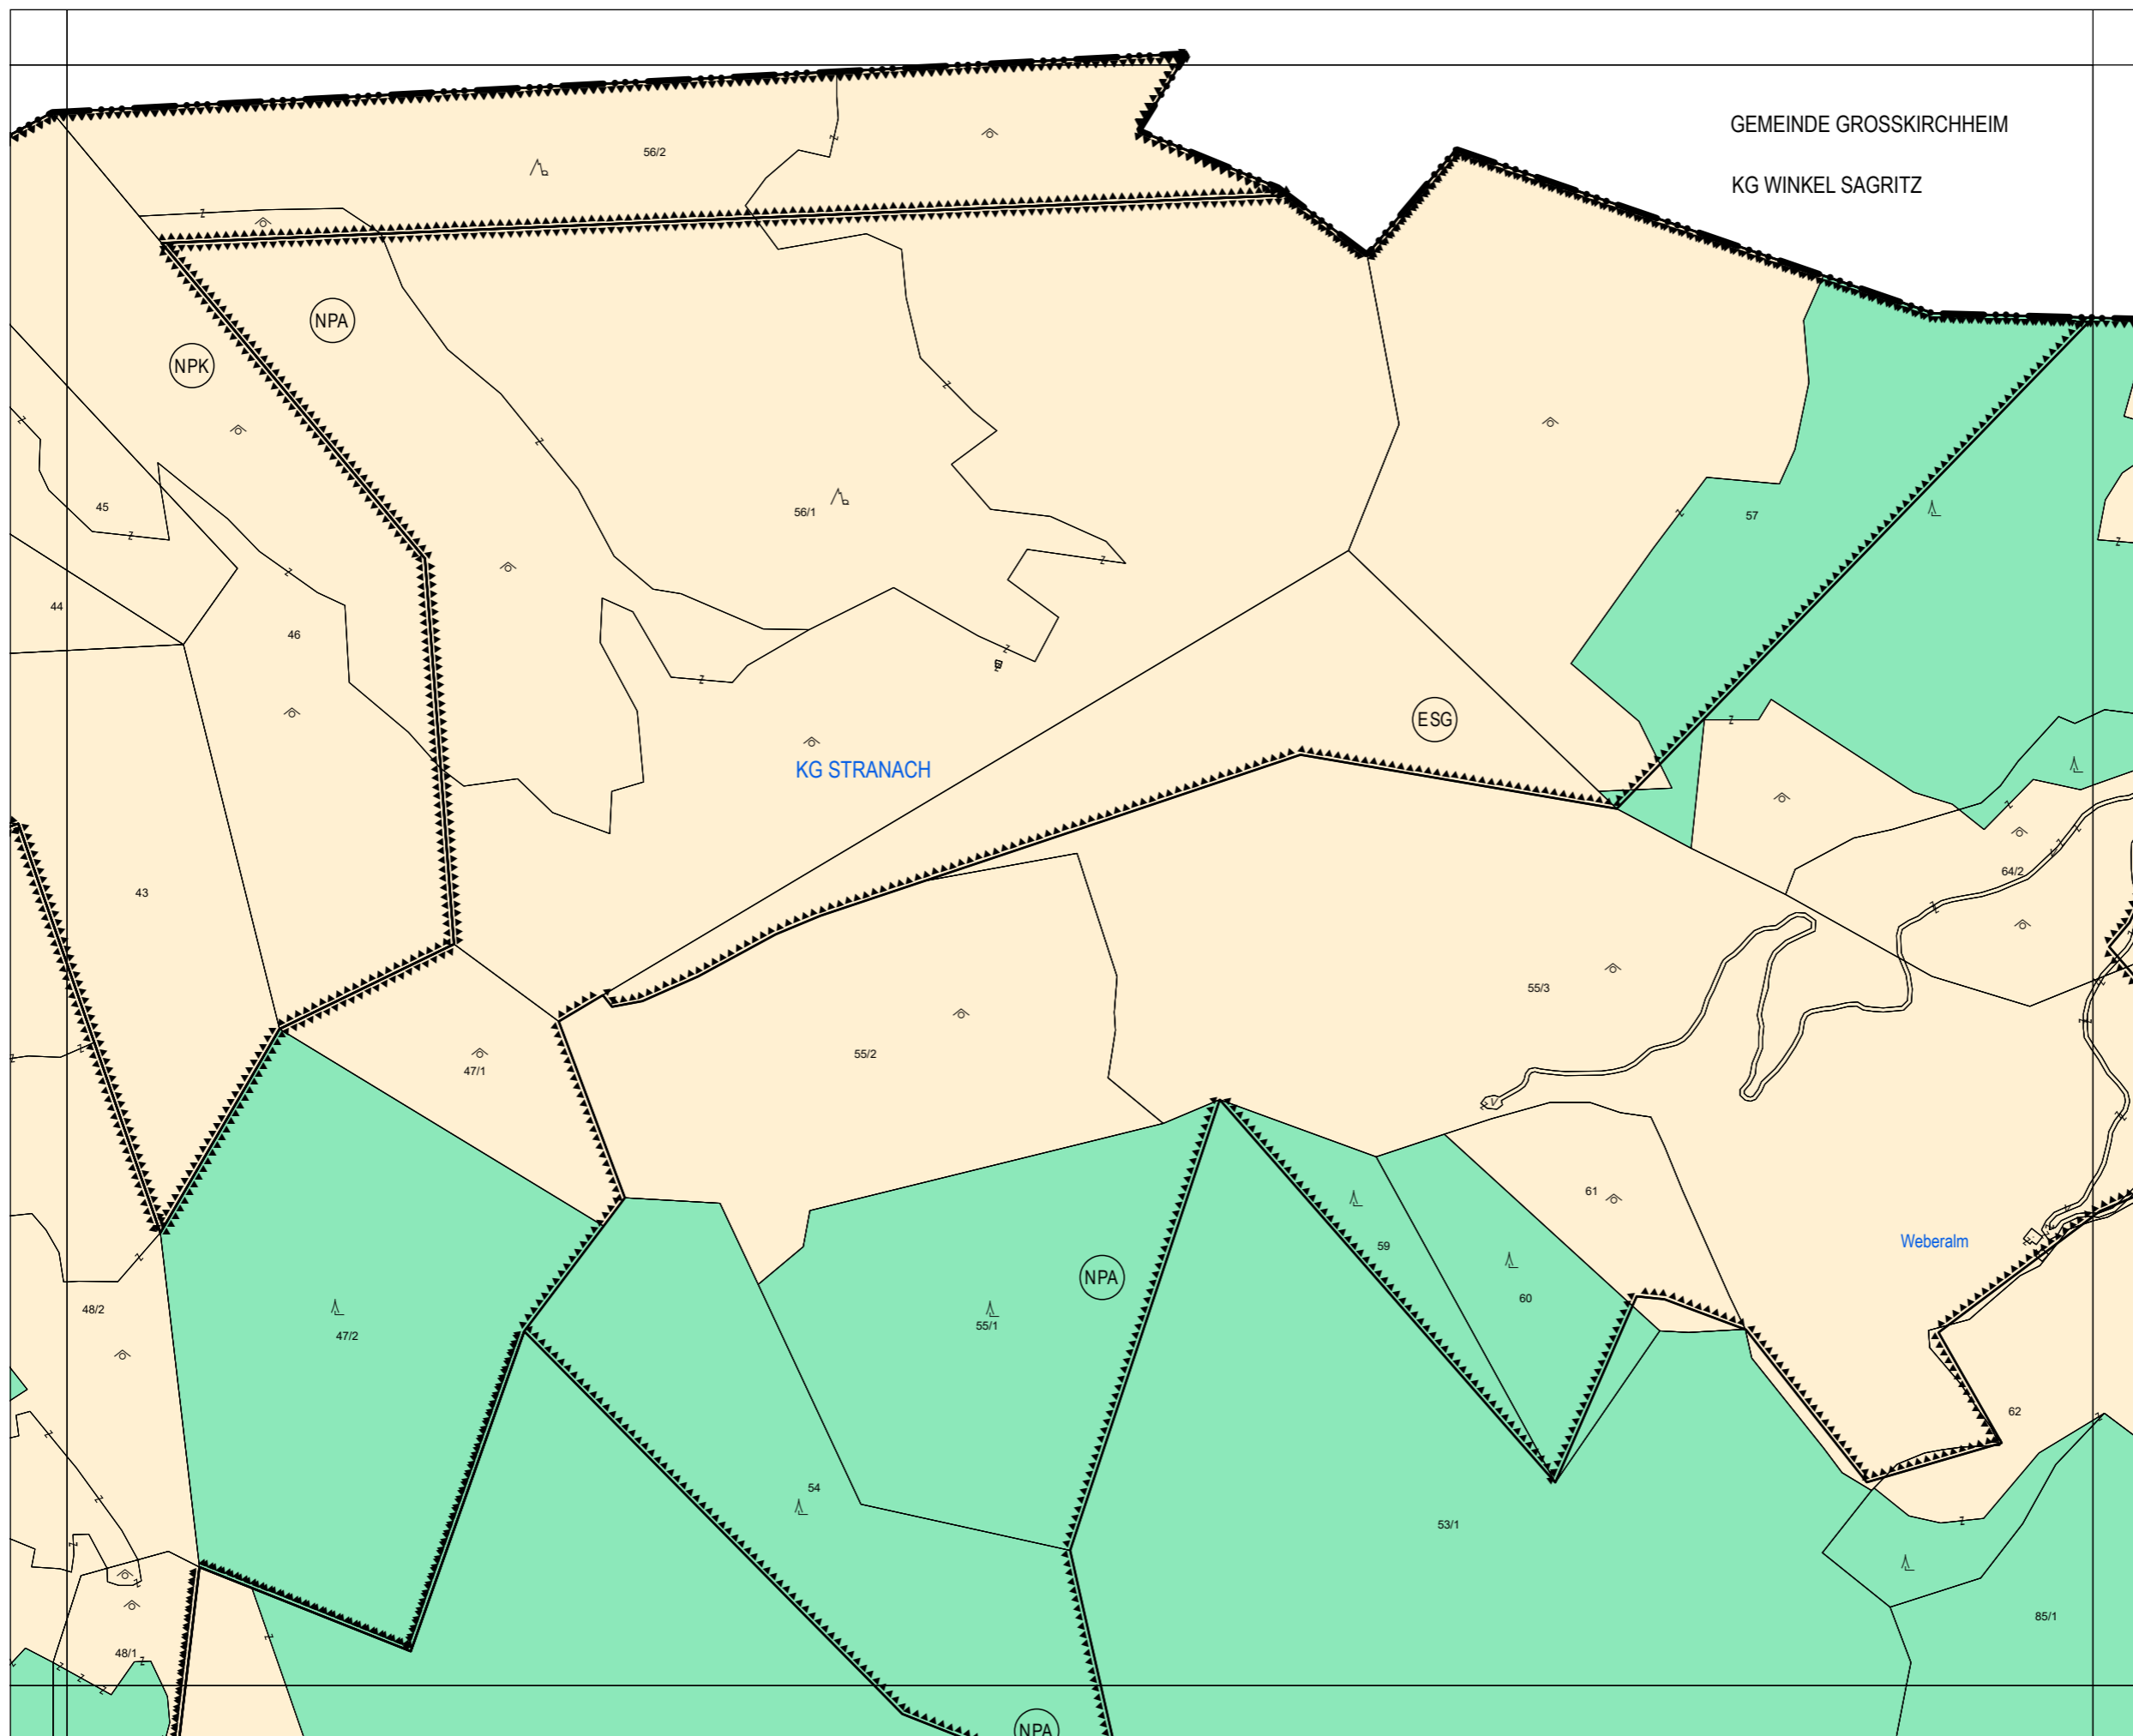 GEMEINDE GROSSKIRCHHEIM
56/2
KG WINKEL SAGRITZ
NPA
NPK
45
56/1
57
44
46
ESG
KG STRANACH
64/2
43
55/3
55/2
47/1
61
59
Weberalm
NPA
60
48/2
55/1
47/2
62
54
53/1
85/1
48/1
NPA